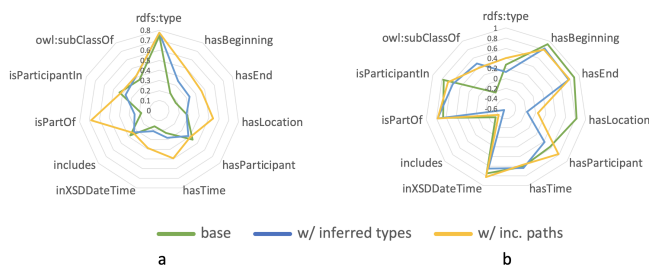 rdfs:type
hasBeginning
hasEnd
hasLocation
hasParticipant
hasTime
inXSDDateTime
includes
isPartOf
isParticipantIn
owl:subClassOf
0.8
0.7
0.6
0.5
0.4
0.3
0.2
0.1
rdfs:type
hasBeginning
hasEnd
hasLocation
hasParticipant
hasTime
inXSDDateTime
includes
isPartOf
isParticipantIn
owl:subClassOf
1
0.8
0.6
0.4
0.2
0
-0.2
-0.4
-0.6
base
w/ inferred types
w/ inc. paths
a
b